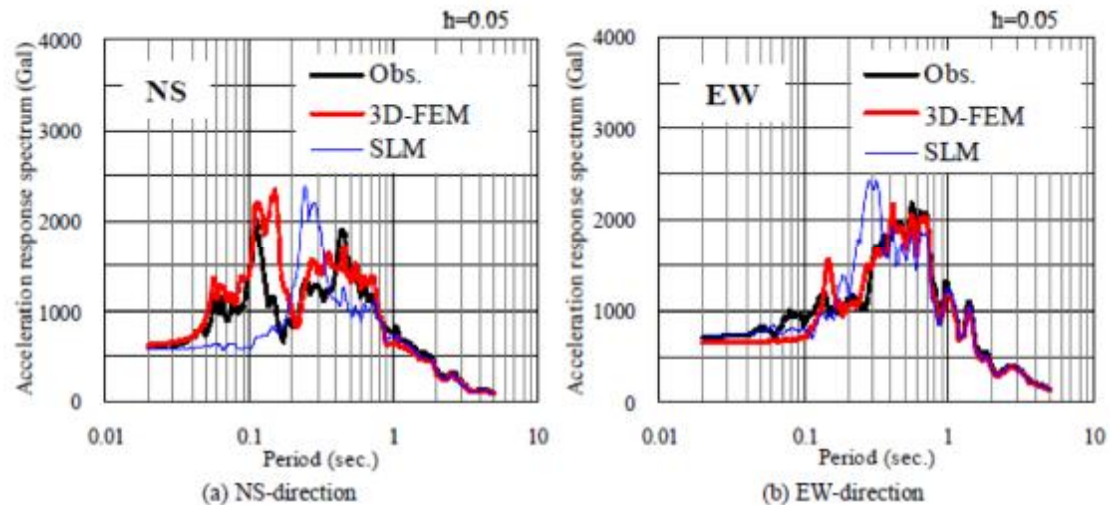 h=0.05
Acceleration response spectrum (Gal)
4000
3000
2000
1000
0
NS
Obs.
3D-FEM
SLM
0.01
0.1
1
10
Period (sec.)
(a) NS-direction
h=0.05
Acceleration response spectrum (Gal)
4000
3000
2000
1000
0
EW
Obs.
3D-FEM
SLM
0.01
0.1
1
10
Period (sec.)
(b) EW-direction